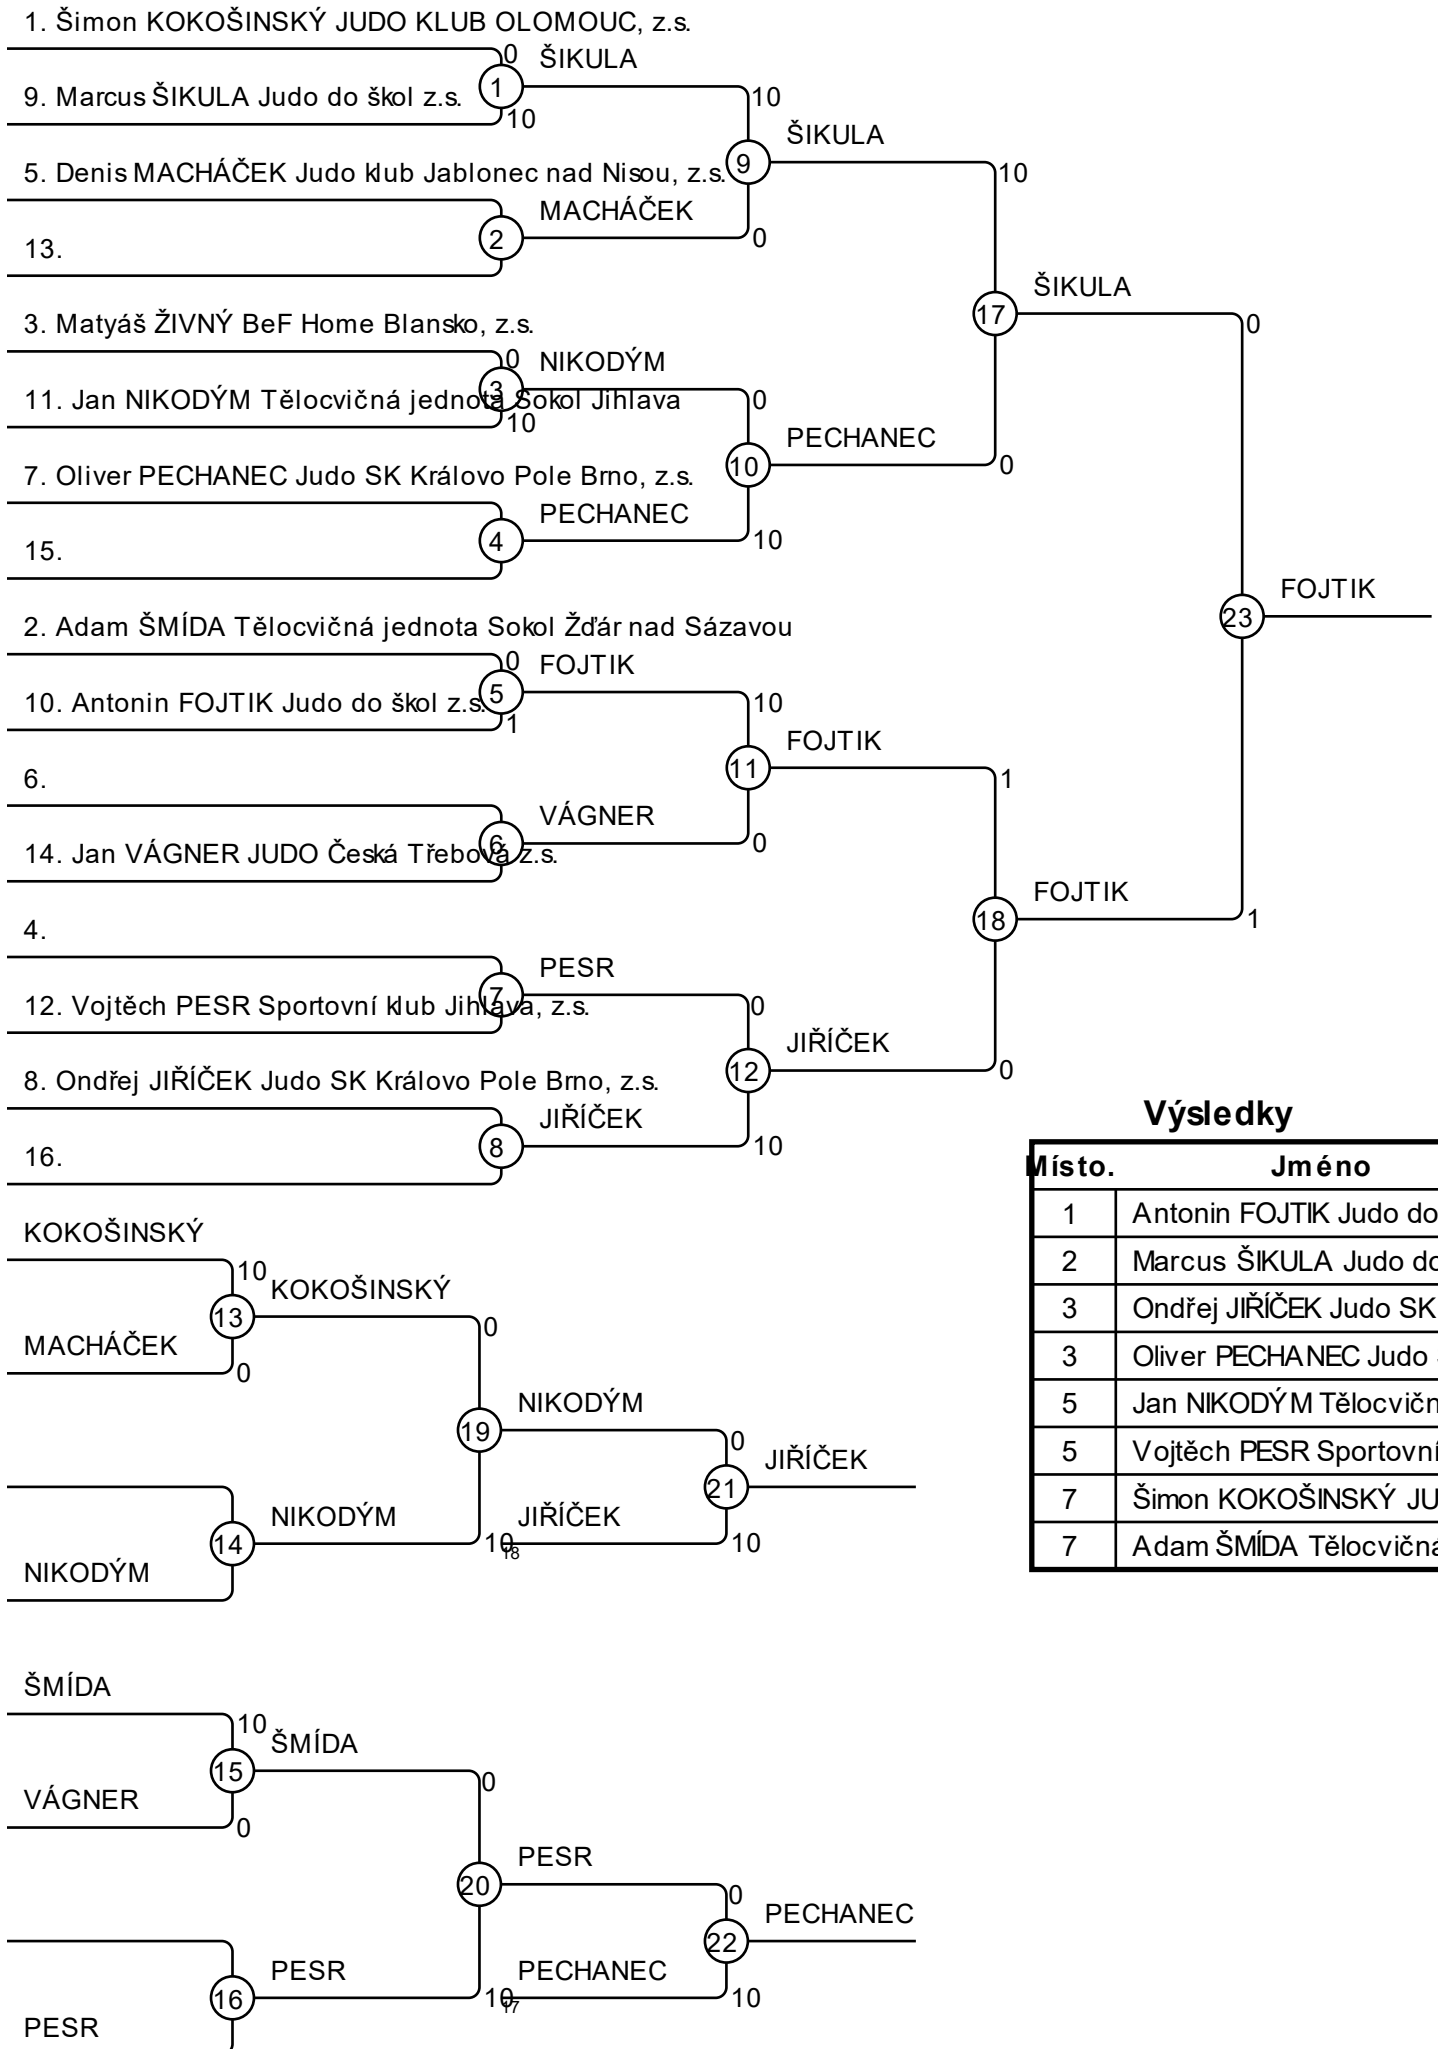 1. Šimon KOKOŠINSKÝ JUDO KLUB OLOMOUC, z.s.
0 ŠIKULA
1
9. Marcus ŠIKULA Judo do škol z.s.
10
10
ŠIKULA
9
5. Denis MACHÁČEK Judo klub Jablonec nad Nisou, z.s.
10
MACHÁČEK
2
0
13.
ŠIKULA
17
0
3. Matyáš ŽIVNÝ BeF Home Blansko, z.s.
0 NIKODÝM
3
11. Jan NIKODÝM Tělocvičná jednota Sokol Jihlava
10
0
PECHANEC
10
0
7. Oliver PECHANEC Judo SK Královo Pole Brno, z.s.
PECHANEC
4
10
15.
FOJTIK
23
2. Adam ŠMÍDA Tělocvičná jednota Sokol Žďár nad Sázavou
0 FOJTIK
5
10. Antonin FOJTIK Judo do škol z.s.
1
10
FOJTIK
11
1
6.
VÁGNER
6
0
14. Jan VÁGNER JUDO Česká Třebová z.s.
FOJTIK
18
1
4.
PESR
7
12. Vojtěch PESR Sportovní klub Jihlava, z.s.
0
JIŘÍČEK
12
0
8. Ondřej JIŘÍČEK Judo SK Královo Pole Brno, z.s.
JIŘÍČEK
8
10
16.
Výsledky
Místo. Jméno
1 Antonin FOJTIK Judo do
2 Marcus ŠIKULA Judo do
3 Ondřej JIŘÍČEK Judo SK
3 Oliver PECHANEC Judo
5 Jan NIKODÝM Tělocvičn
5 Vojtěch PESR Sportovní
7 Šimon KOKOŠINSKÝ JU
7 Adam ŠMÍDA Tělocvičná
KOKOŠINSKÝ
10 KOKOŠINSKÝ
13
0
MACHÁČEK
0
NIKODÝM
19
0
JIŘÍČEK
21
NIKODÝM
14
10
18
JIŘÍČEK
10
NIKODÝM
ŠMÍDA
10 ŠMÍDA
15
0
VÁGNER
0
PESR
20
0
PECHANEC
22
PESR
16
10
17
PECHANEC
10
PESR